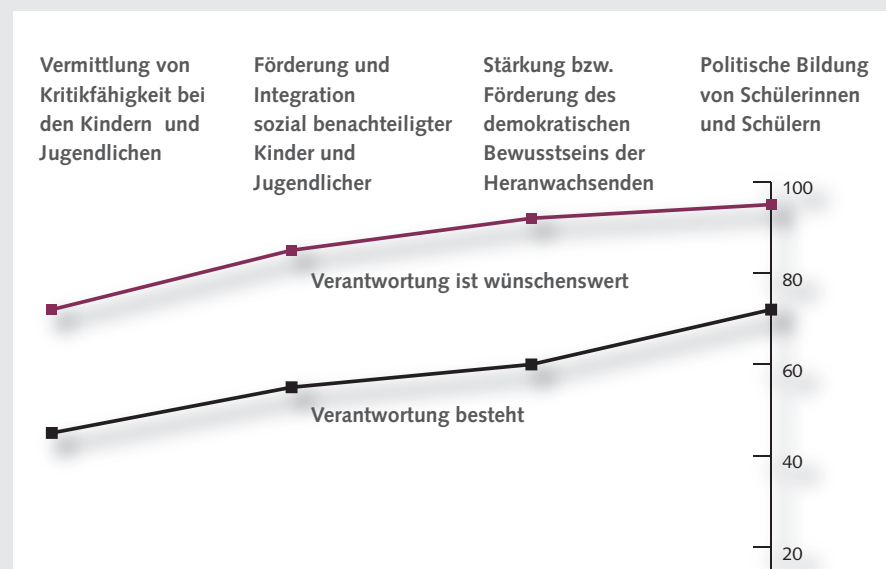 Vermittlung von
Kritikfähigkeit bei
den Kindern und
Jugendlichen
Förderung und
Integration
sozial benachteiligter
Kinder und
Jugendlicher
Stärkung bzw.
Förderung des
demokratischen
Bewusstseins der
Heranwachsenden
Politische Bildung
von Schülerinnen
und Schülern
100
Verantwortung ist wünschenswert
80
60
Verantwortung besteht
40
20